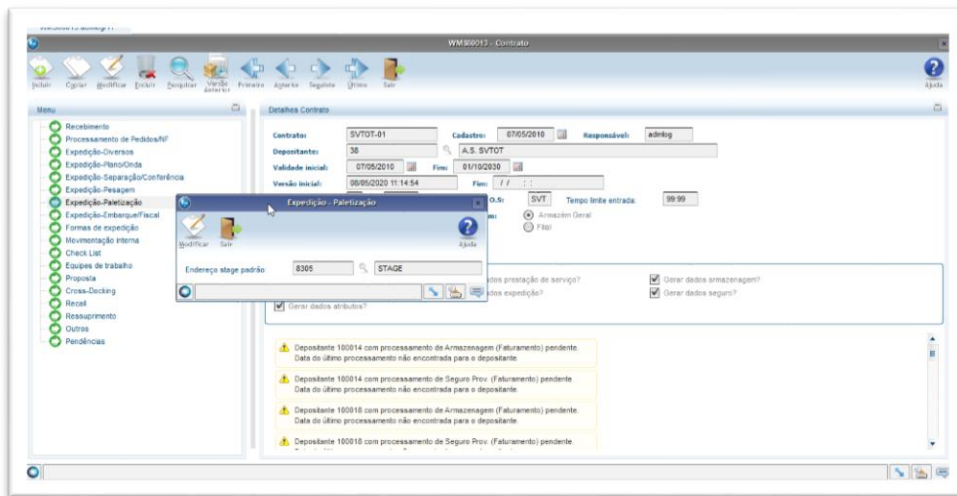 WMS60013 - Contrato
Incluir Copiar Modificar Excluir Pesquisar Versão Anterior Primeiro Anterior Seguinte Último Sair
Ajuda
Menu
Recebimento
Processamento de Pedidos/NF
Expedição-Diversos
Expedição-Plano/Onda
Expedição-Separação/Conferência
Expedição-Pesagem
Expedição-Paletização
Expedição-Embarque/Fiscal
Formas de expedição
Movimentação interna
Check List
Equipes de trabalho
Proposta
Cross-Docking
Recall
Ressuprimento
Outros
Pendências
Detalhes Contrato
Contrato: SVTOT-01 Cadastro: 07/05/2010 Responsável: admlog
Depositante: 38 A.S. SVTOT
Validade inicial: 07/05/2010 Fim: 01/10/2030
Versão inicial: 08/05/2020 11:14:54 Fim: / / : :
O.S: SVT Tempo limite entrada: 99:99
Armazém Geral
Filial
Expedição - Paletização
Modificar Sair
Ajuda
Endereço stage padrão 8305 STAGE
prestação de serviço? Gerar dados armazenagem?
dos expedição? Gerar dados seguro?
Gerar dados atributos?
Depositante 100014 com processamento de Armazenagem (Faturamento) pendente.
Data do último processamento não encontrada para o depositante.
Depositante 100014 com processamento de Seguro Prov. (Faturamento) pendente.
Data do último processamento não encontrada para o depositante.
Depositante 100016 com processamento de Armazenagem (Faturamento) pendente.
Data do último processamento não encontrada para o depositante.
Depositante 100016 com processamento de Seguro Prov. (Faturamento) pendente.